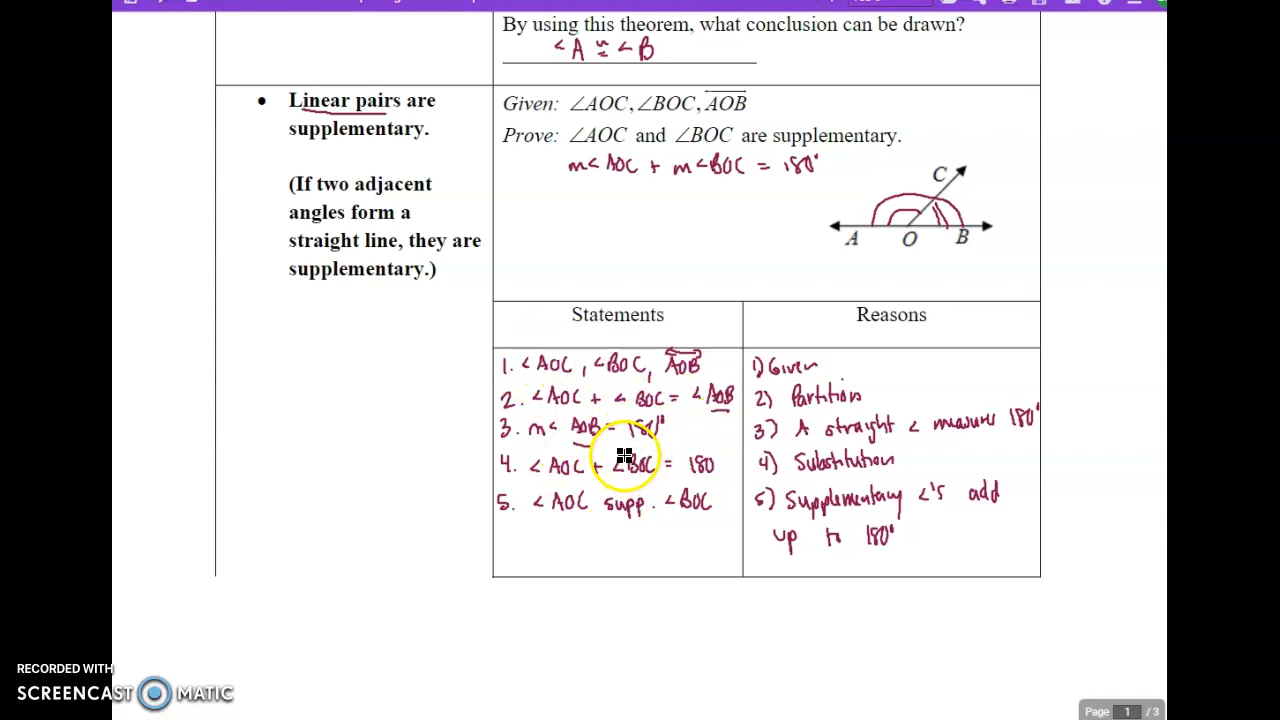 By using this theorem, what conclusion can be drawn?
∠A ≅ ∠B
• Linear pairs are
supplementary.
(If two adjacent
angles form a
straight line, they are
supplementary.)
Given: ∠AOC, ∠BOC, AOB
Prove: ∠AOC and ∠BOC are supplementary.
m∠AOC + m∠BOC = 180°
C
A O B
Statements Reasons
1. ∠AOC, ∠BOC, AOB
2. ∠AOC + ∠BOC = ∠AOB
3. m∠AOB = 180°
4. ∠AOC + ∠BOC = 180
5. ∠AOC supp. ∠BOC
1) Given
2) Partition
3) A straight ∠ measures 180°
4) Substitution
5) Supplementary ∠'s add
up to 180°
RECORDED WITH
SCREENCAST MATIC
Page 1 / 3